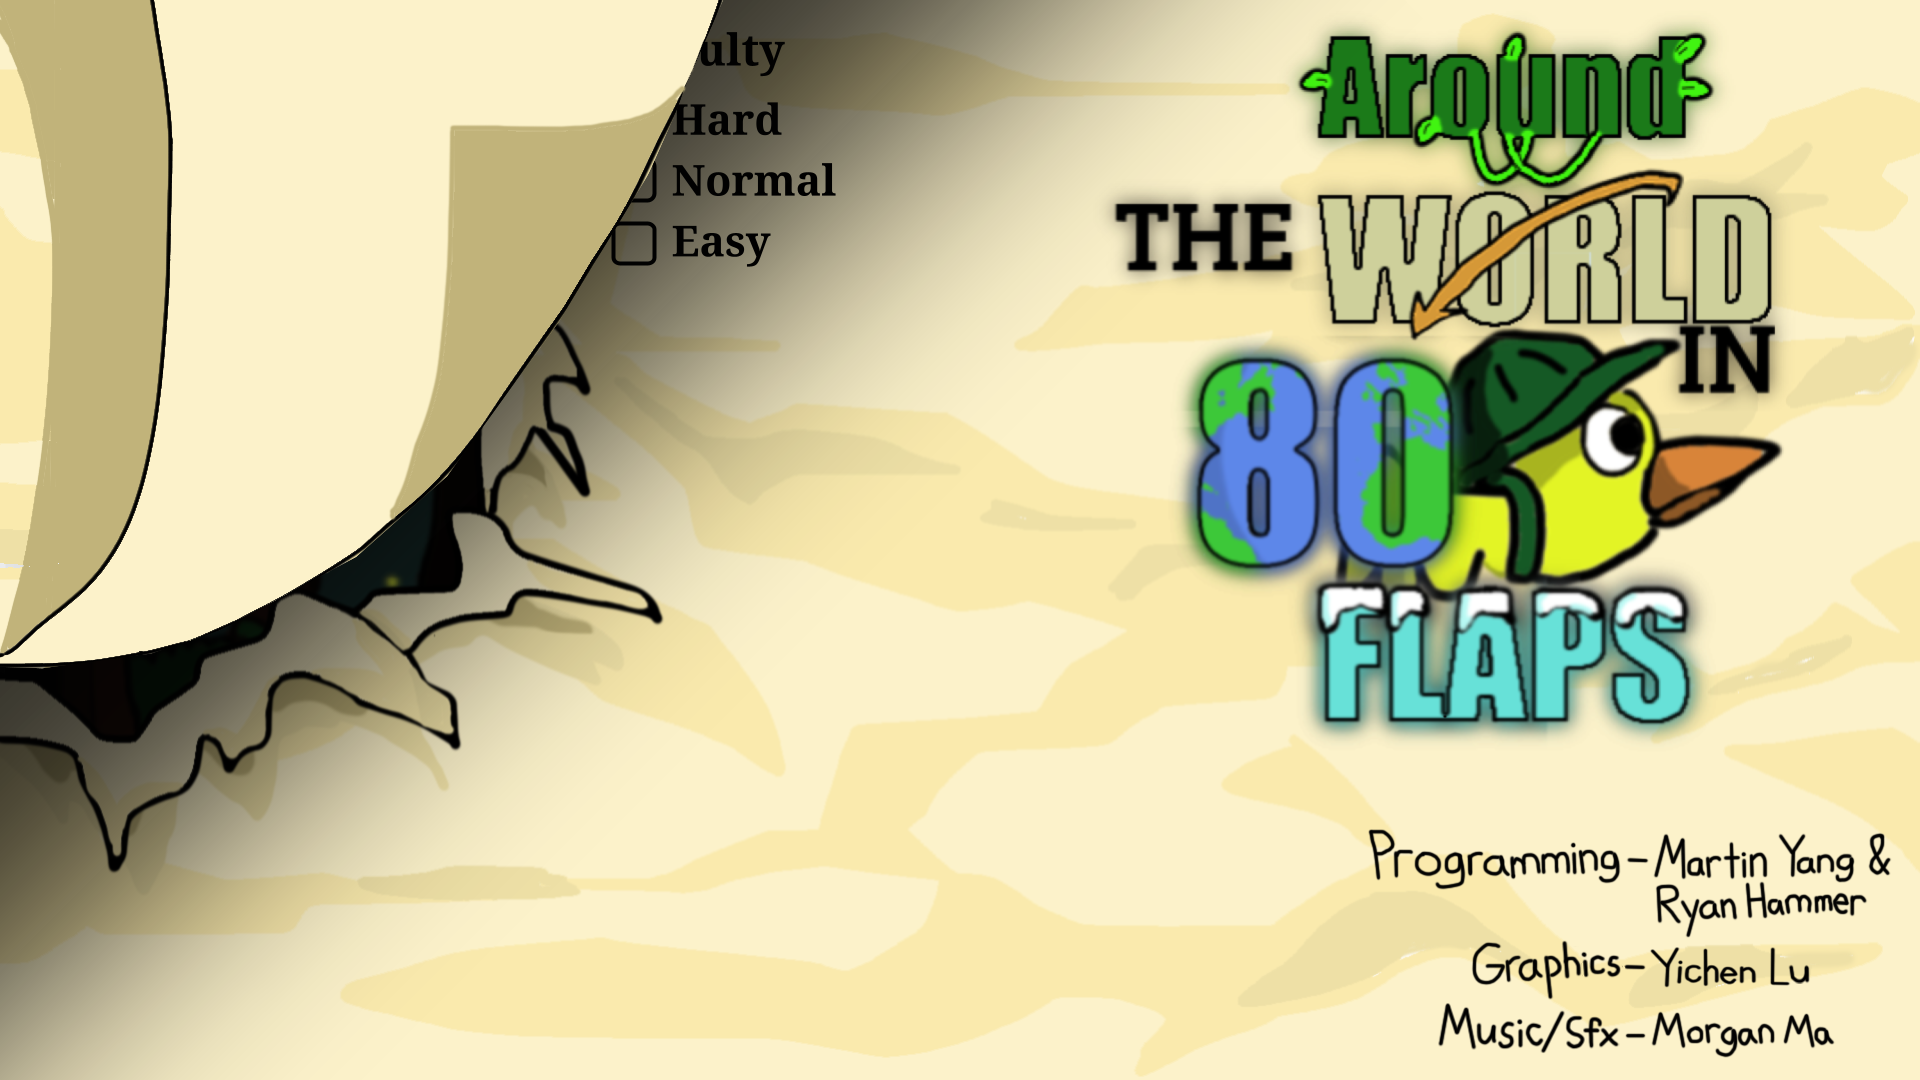 ulty
Hard
Normal
Easy
Around
THE WORLD
IN
80
FLAPS
Programming - Martin Yang &
Ryan Hammer
Graphics - Yichen Lu
Music/Sfx - Morgan Ma